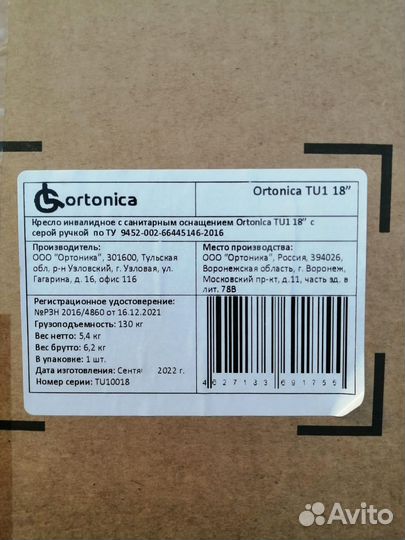 ortonica
Ortonica TU1 18”
Кресло инвалидное с санитарным оснащением Ortonica TU1 18” с
серой ручкой по ТУ 9452-002-66445146-2016
Производитель:
ООО "Ортоника", 301600, Тульская
обл, р-н Узловский, г. Узловая, ул.
Гагарина, д. 16, офис 116
Место производства:
ООО "Ортоника", Россия, 394026,
Воронежская область, г. Воронеж,
Московский пр-кт, д.11, часть зд. в
лит. 78В
Регистрационное удостоверение:
№РЗН 2016/4860 от 16.12.2021
Грузоподъемность: 130 кг
Вес нетто: 5,4 кг
Вес брутто: 6,2 кг
В упаковке: 1 шт.
Дата изготовления: Сентя 2022 г.
Номер серии: TU10018
4 627133 691755
Avito